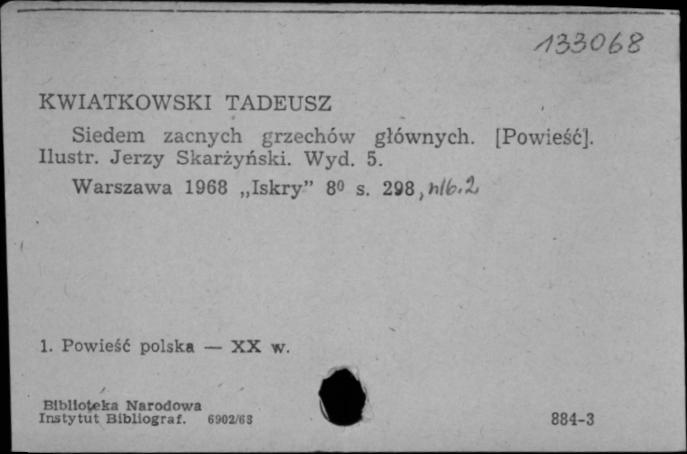 133068
KWIATKOWSKI TADEUSZ
Siedem zacnych grzechów głównych. [Powieść].
Ilustr. Jerzy Skarżyński. Wyd. 5.
Warszawa 1968 „Iskry” 8⁰ s. 298, nlb. 2
1. Powieść polska — XX w.
Biblioteka Narodowa
Instytut Bibliograf. 6902/68
884-3